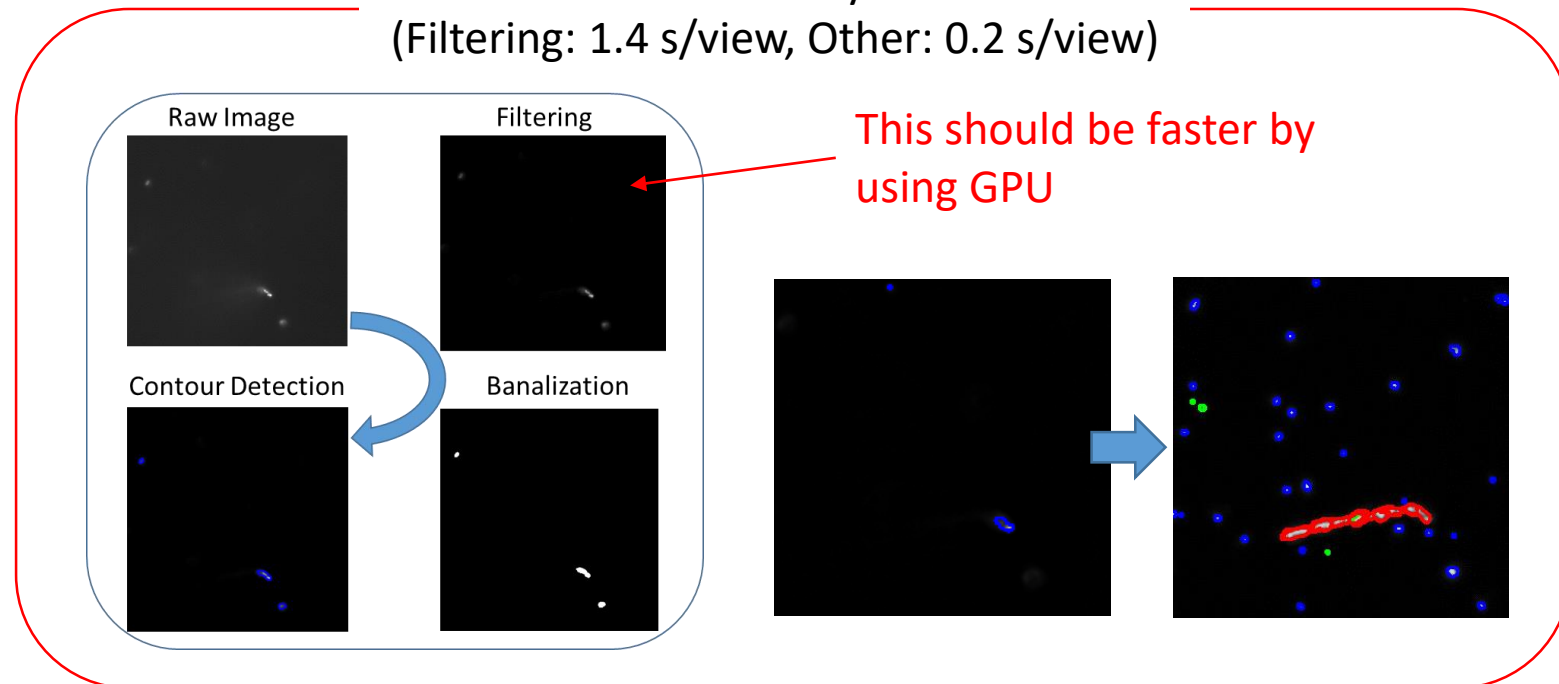 (Filtering: 1.4 s/view, Other: 0.2 s/view)
Raw Image
Filtering
This should be faster by
using GPU
Contour Detection
Banalization